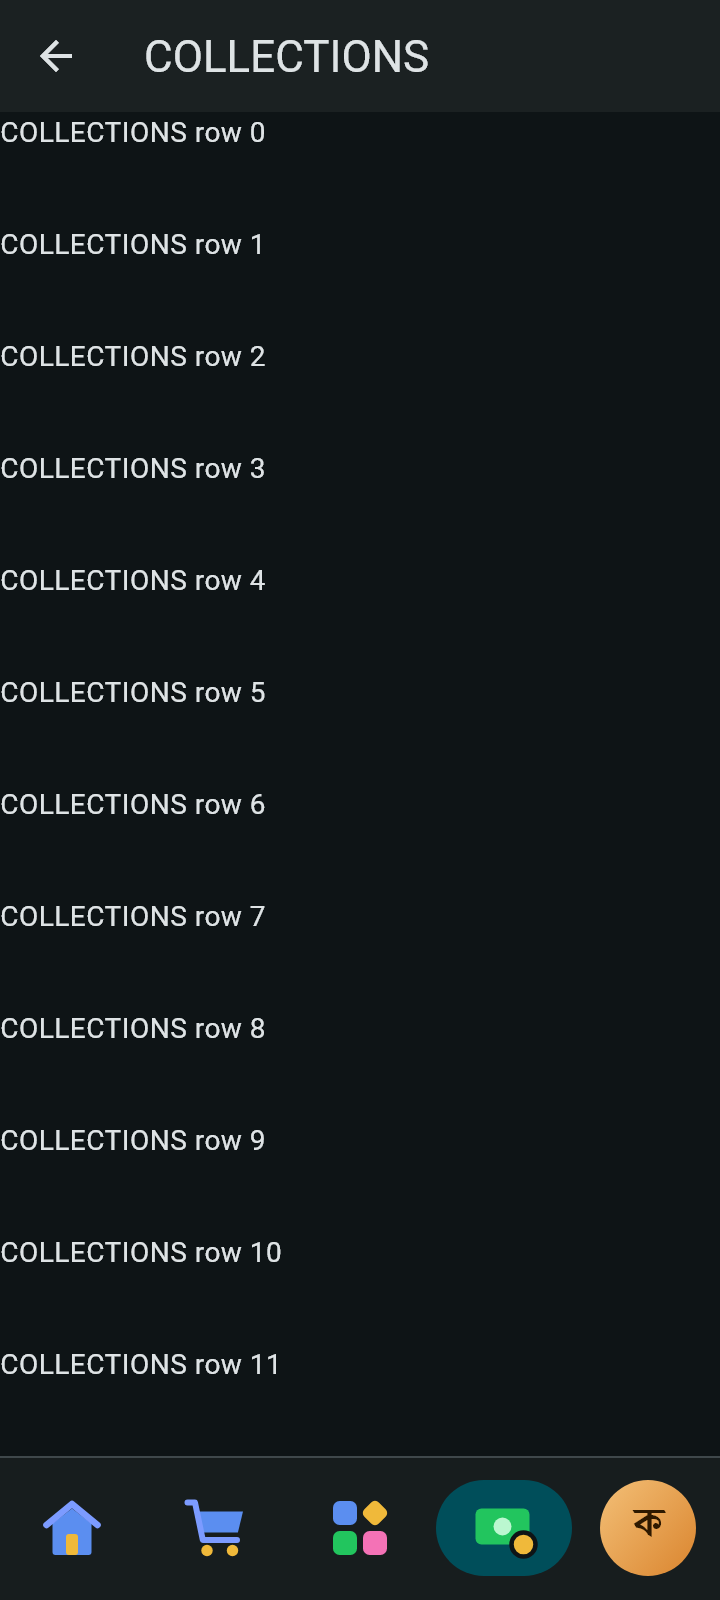 COLLECTIONS
COLLECTIONS row 0
COLLECTIONS row 1
COLLECTIONS row 2
COLLECTIONS row 3
COLLECTIONS row 4
COLLECTIONS row 5
COLLECTIONS row 6
COLLECTIONS row 7
COLLECTIONS row 8
COLLECTIONS row 9
COLLECTIONS row 10
COLLECTIONS row 11
ক